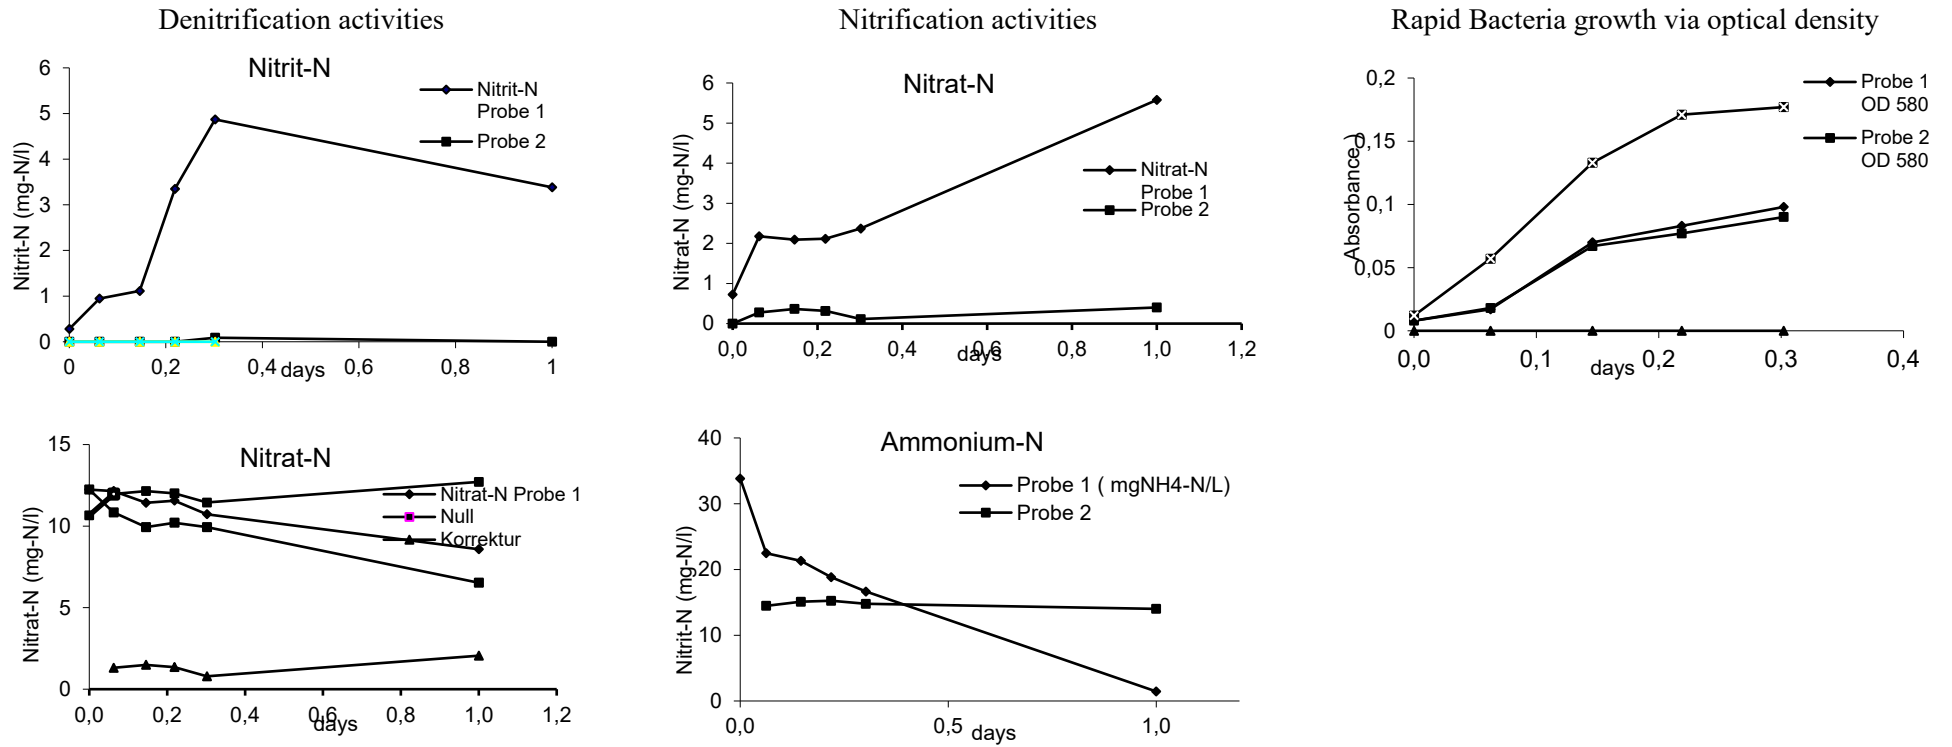 Denitrification activities
Nitrification activities
Rapid Bacteria growth via optical density
Nitrit-N
6
5
4
3
2
1
0
Nitrit-N (mg-N/l)
0
0,2
0,4
0,6
0,8
1
days
Nitrit-N
Probe 1
Probe 2
Nitrat-N
6
5
4
3
2
1
0
Nitrat-N (mg-N/l)
0,0
0,2
0,4
0,6
0,8
1,0
1,2
days
Nitrat-N
Probe 1
Probe 2
0,2
0,15
0,1
0,05
0
Absorbance )
0,0
0,1
0,2
0,3
0,4
days
Probe 1
OD 580
Probe 2
OD 580
Nitrat-N
15
10
5
0
Nitrat-N (mg-N/l)
0,0
0,2
0,4
0,6
0,8
1,0
1,2
days
Nitrat-N Probe 1
Null
Korrektur
Ammonium-N
40
30
20
10
0
Nitrit-N (mg-N/l)
0,0
0,5
1,0
days
Probe 1 ( mgNH4-N/L)
Probe 2